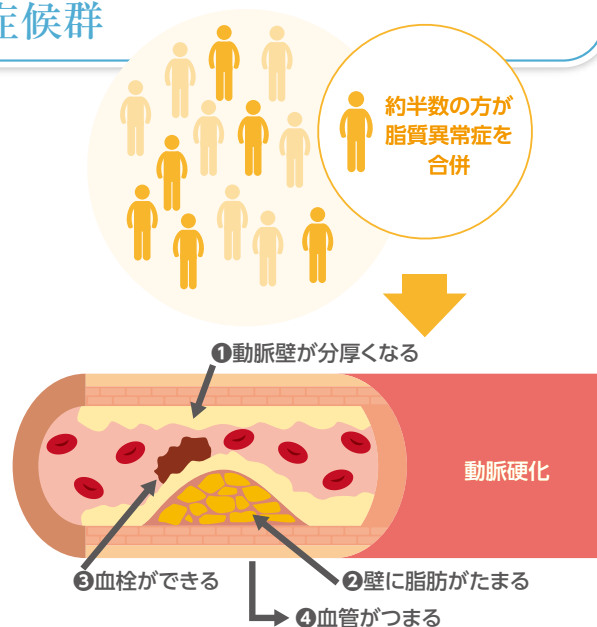 症候群
約半数の方が
脂質異常症を
合併
❶動脈壁が分厚くなる
動脈硬化
❸血栓ができる
❷壁に脂肪がたまる
❹血管がつまる